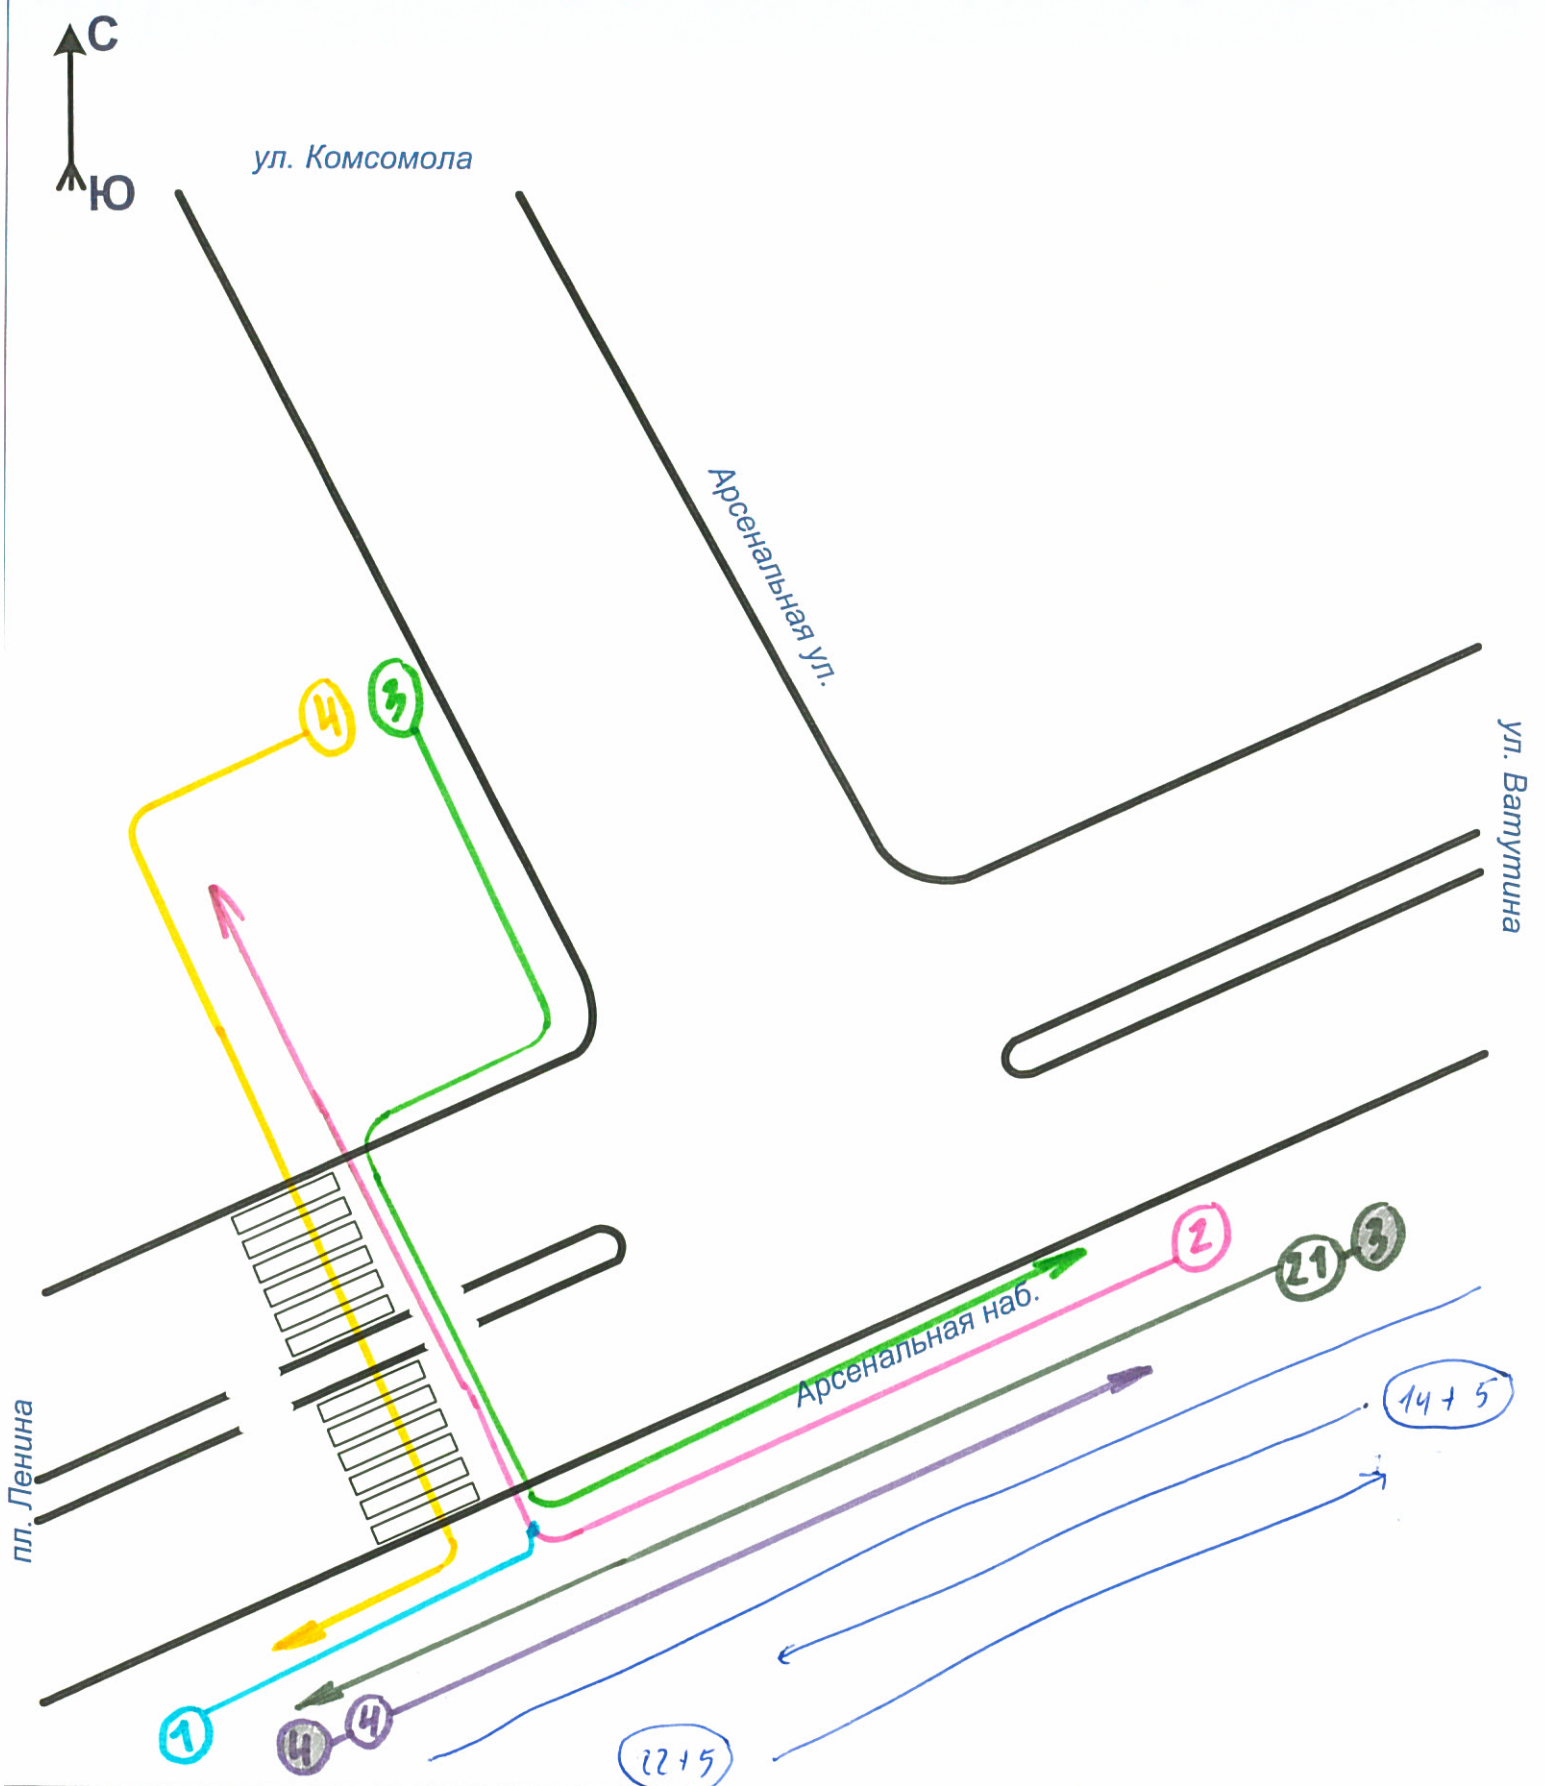 С
Ю
ул. Комсомола
Арсенальная ул.
ул. Ватутина
4
3
2
21
3
Арсенальная наб.
14 + 5
пл. Ленина
1
4
4
22 + 5